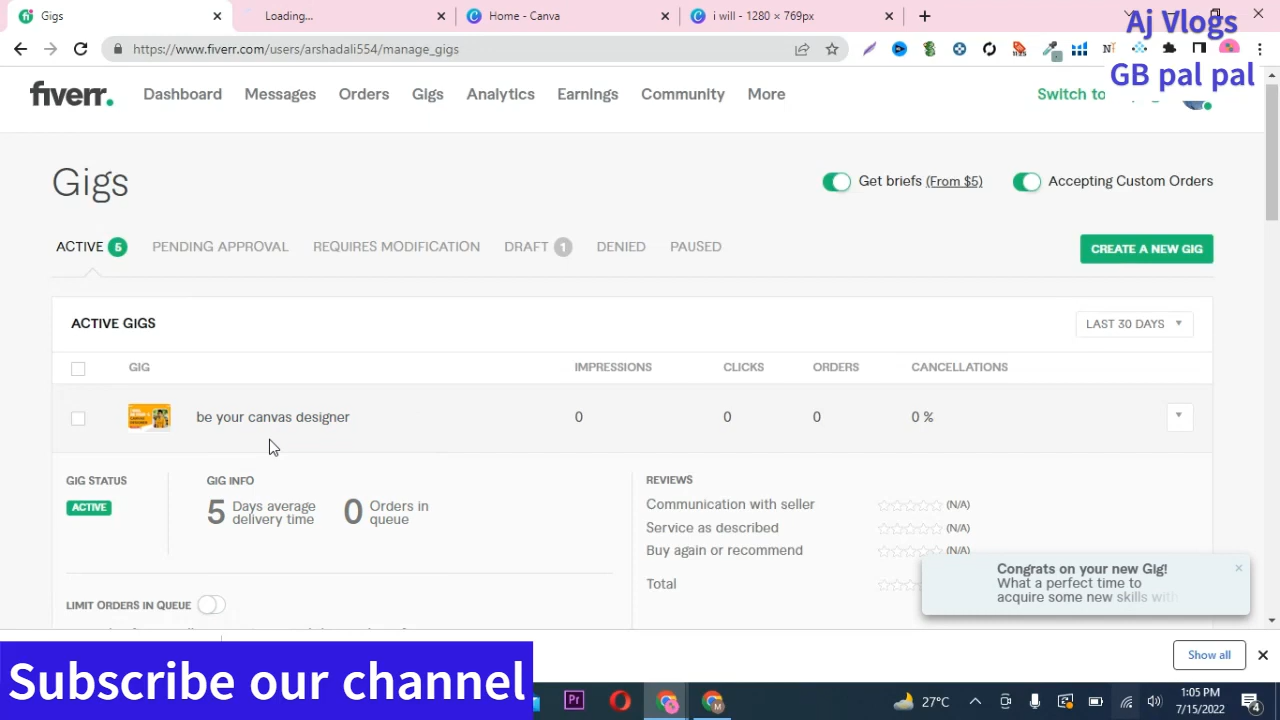 Gigs
Loading...
Home - Canva
i will - 1280 × 769px
Aj Vlogs
https://www.fiverr.com/users/arshadali554/manage_gigs
GB pal pal
fiverr.
Dashboard
Messages
Orders
Gigs
Analytics
Earnings
Community
More
Switch to
Gigs
Get briefs (From $5)
Accepting Custom Orders
ACTIVE 5
PENDING APPROVAL
REQUIRES MODIFICATION
DRAFT 1
DENIED
PAUSED
CREATE A NEW GIG
ACTIVE GIGS
LAST 30 DAYS
GIG
IMPRESSIONS
CLICKS
ORDERS
CANCELLATIONS
be your canvas designer
0
0
0
0 %
GIG STATUS
ACTIVE
GIG INFO
5 Days average
delivery time
0 Orders in
queue
REVIEWS
Communication with seller
(N/A)
Service as described
(N/A)
Buy again or recommend
(N/A)
Total
Congrats on your new Gig!
What a perfect time to
acquire some new skills with
LIMIT ORDERS IN QUEUE
Show all
Subscribe our channel
Pr
27°C
1:05 PM
7/15/2022
4